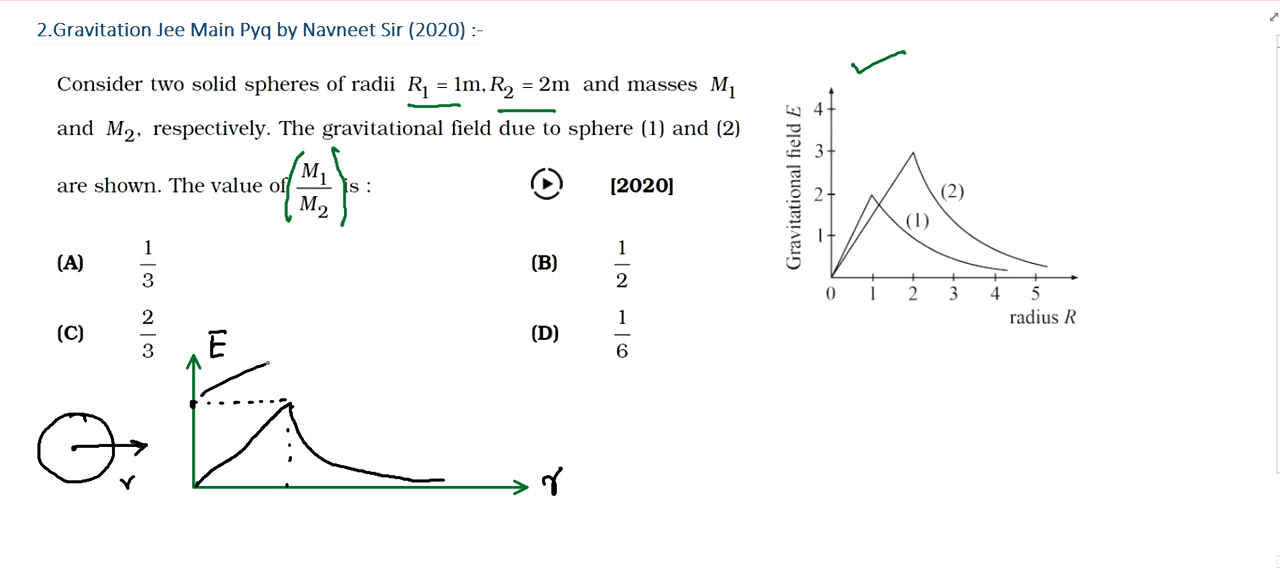 2.Gravitation Jee Main Pyq by Navneet Sir (2020) :-
Consider two solid spheres of radii R₁ = 1m, R₂ = 2m and masses M₁
and M₂, respectively. The gravitational field due to sphere (1) and (2)
are shown. The value of (M₁/M₂) is :
[2020]
(A) 1/3
(B) 1/2
(C) 2/3
(D) 1/6
Gravitational field E
4
3
2
1
(2)
(1)
0 1 2 3 4 5
radius R
E
r
r